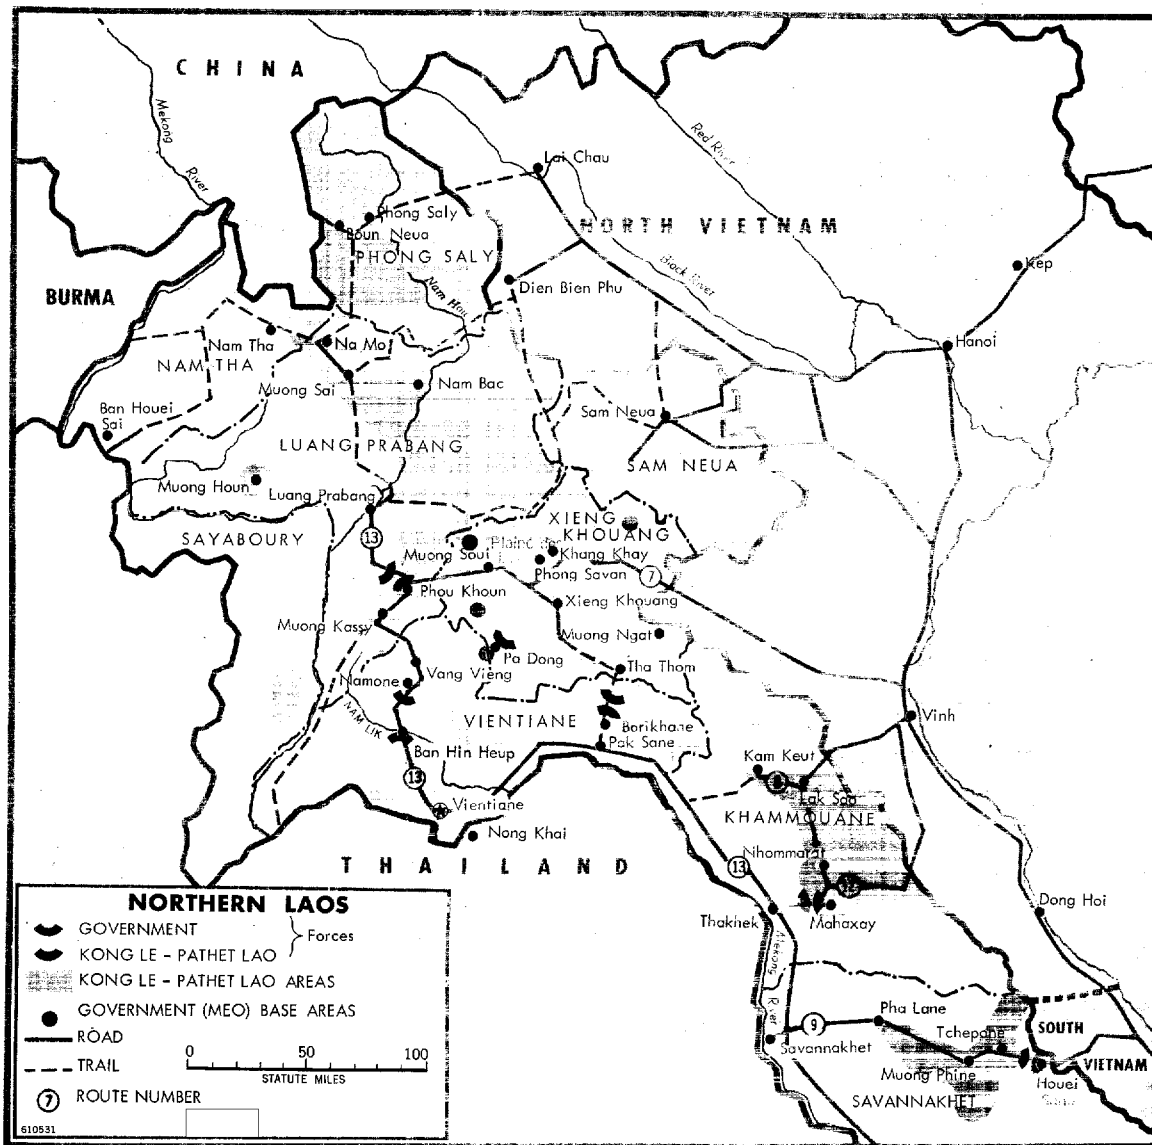 CHINA
Mekong
River
Red River
Lai Chau
Phong Saly
Boun Neua
PHONG SALY
NORTH VIETNAM
Black River
Kep
BURMA
Nam Hou
Dien Bien Phu
Hanoi
Nam Tha
NAM THA
Na Mo
Muong Sai
Nam Bac
Ban Houei
Sai
Sam Neua
LUANG PRABANG
SAM NEUA
Muong Houn
Luang Prabang
XIENG
KHOUANG
SAYABOURY
13
Plaine des
Muong Soui
Khang Khay
Phong Savan
7
Phou Khoun
Xieng Khouang
Muong Kassy
Muong Ngat
Pa Dong
Tha Thom
Vang Vieng
Namone
NAM LIK
VIENTIANE
Borikhane
Pak Sane
Vinh
Ban Hin Heup
Kam Keut
13
8
Lak Sao
Vientiane
KHAMMOUANE
Nong Khai
THAILAND
Nhommarat
13
12
Thakhek
Mahaxay
Dong Hoi
Mekong
River
Pha Lane
9
Tchepone
SOUTH
VIETNAM
Savannakhet
Muong Phine
Houei
SAVANNAKHET
NORTHERN LAOS
GOVERNMENT
KONG LE - PATHET LAO
Forces
KONG LE - PATHET LAO AREAS
GOVERNMENT (MEO) BASE AREAS
ROAD
TRAIL
0 50 100
STATUTE MILES
7 ROUTE NUMBER
610531